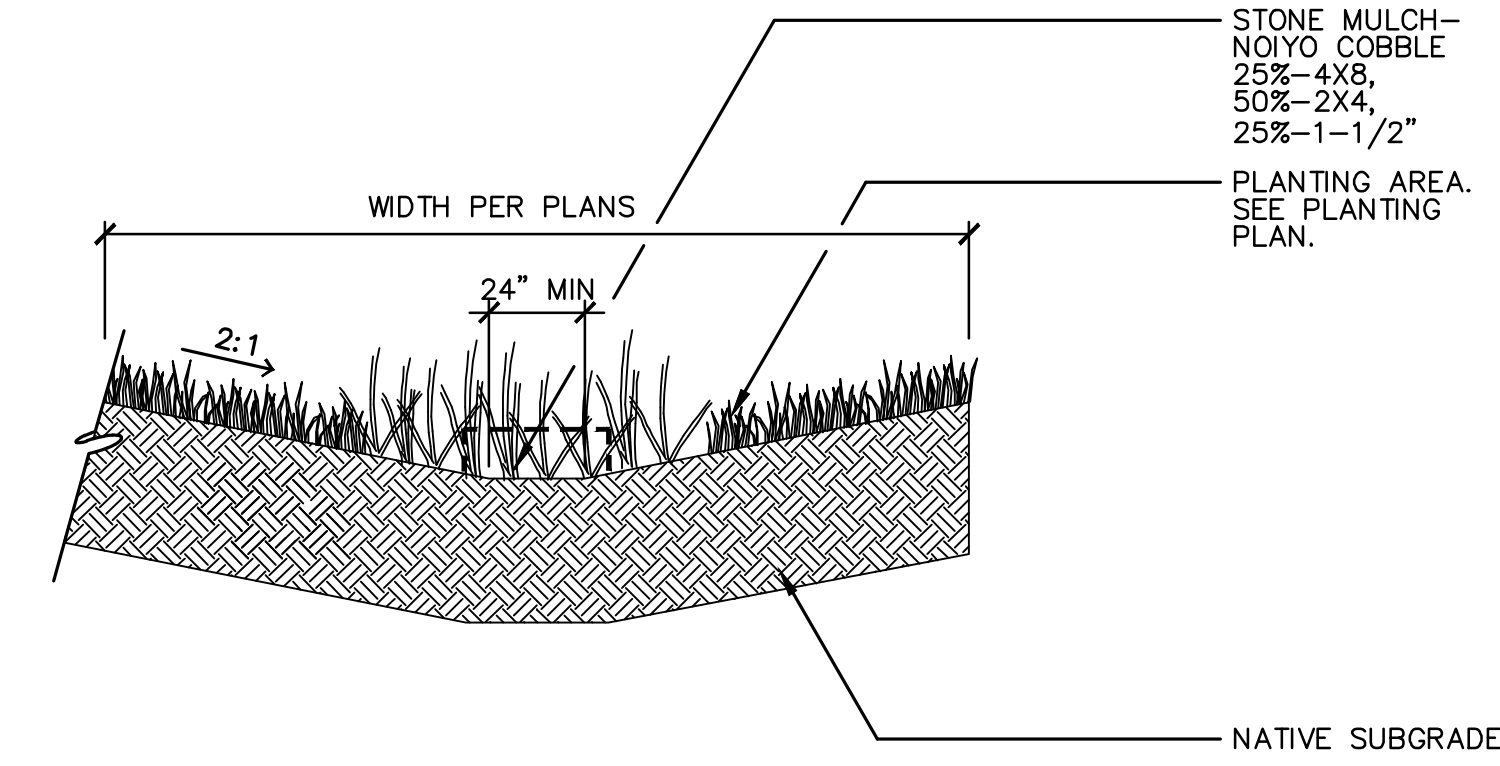 STONE MULCH-
NOIYO COBBLE
25%-4X8,
50%-2X4,
25%-1-1/2"
PLANTING AREA.
SEE PLANTING
PLAN.
WIDTH PER PLANS
24" MIN
2:1
NATIVE SUBGRADE